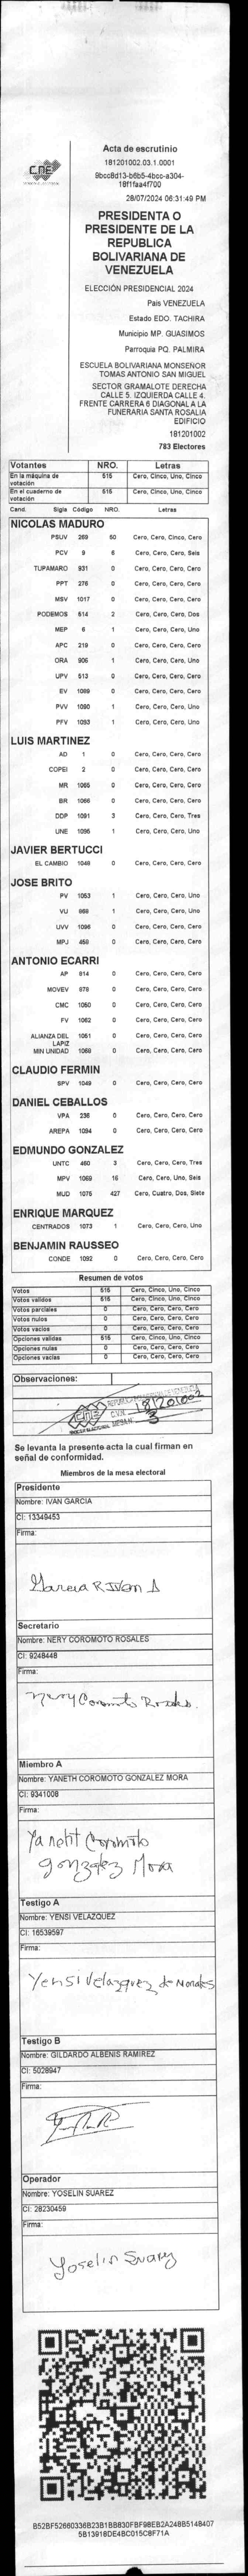 CNE
Acta de escrutinio
181201002.03.1.0001
9bcc8d13-b6b5-4bcc-a304-
18f1faa4f700
28/07/2024 06:31:49 PM
PRESIDENTA O
PRESIDENTE DE LA
REPUBLICA
BOLIVARIANA DE
VENEZUELA
ELECCIÓN PRESIDENCIAL 2024
País VENEZUELA
Estado EDO. TACHIRA
Municipio MP. GUASIMOS
Parroquia PQ. PALMIRA
ESCUELA BOLIVARIANA MONSEÑOR
TOMAS ANTONIO SAN MIGUEL
SECTOR GRAMALOTE DERECHA
CALLE 5. IZQUIERDA CALLE 4.
FRENTE CARRERA 6 DIAGONAL A LA
FUNERARIA SANTA ROSALIA
EDIFICIO
181201002
783 Electores
Votantes NRO. Letras
En la máquina de votación 515 Cero, Cinco, Uno, Cinco
En el cuaderno de votación 515 Cero, Cinco, Uno, Cinco
Cand. Sigla Código NRO. Letras
NICOLAS MADURO
PSUV 269 50 Cero, Cero, Cinco, Cero
PCV 9 6 Cero, Cero, Cero, Seis
TUPAMARO 931 0 Cero, Cero, Cero, Cero
PPT 276 0 Cero, Cero, Cero, Cero
MSV 1017 0 Cero, Cero, Cero, Cero
PODEMOS 514 2 Cero, Cero, Cero, Dos
MEP 6 1 Cero, Cero, Cero, Uno
APC 219 0 Cero, Cero, Cero, Cero
ORA 906 1 Cero, Cero, Cero, Uno
UPV 513 0 Cero, Cero, Cero, Cero
EV 1089 0 Cero, Cero, Cero, Cero
PVV 1090 1 Cero, Cero, Cero, Uno
PFV 1093 1 Cero, Cero, Cero, Uno
LUIS MARTINEZ
AD 1 0 Cero, Cero, Cero, Cero
COPEI 2 0 Cero, Cero, Cero, Cero
MR 1065 0 Cero, Cero, Cero, Cero
BR 1066 0 Cero, Cero, Cero, Cero
DDP 1091 3 Cero, Cero, Cero, Tres
UNE 1096 1 Cero, Cero, Cero, Uno
JAVIER BERTUCCI
EL CAMBIO 1048 0 Cero, Cero, Cero, Cero
JOSE BRITO
PV 1053 1 Cero, Cero, Cero, Uno
VU 868 1 Cero, Cero, Cero, Uno
UVV 1098 0 Cero, Cero, Cero, Cero
MPJ 459 0 Cero, Cero, Cero, Cero
ANTONIO ECARRI
AP 814 0 Cero, Cero, Cero, Cero
MOVEV 979 0 Cero, Cero, Cero, Cero
CMC 1050 0 Cero, Cero, Cero, Cero
FV 1062 0 Cero, Cero, Cero, Cero
ALIANZA DEL LAPIZ 1051 0 Cero, Cero, Cero, Cero
MIN UNIDAD 1069 0 Cero, Cero, Cero, Cero
CLAUDIO FERMIN
SPV 1049 0 Cero, Cero, Cero, Cero
DANIEL CEBALLOS
VPA 236 0 Cero, Cero, Cero, Cero
AREPA 1094 0 Cero, Cero, Cero, Cero
EDMUNDO GONZALEZ
UNTC 460 3 Cero, Cero, Cero, Tres
MPV 1069 16 Cero, Cero, Uno, Seis
MUD 1075 427 Cero, Cuatro, Dos, Siete
ENRIQUE MARQUEZ
CENTRADOS 1073 1 Cero, Cero, Cero, Uno
BENJAMIN RAUSSEO
CONDE 1092 0 Cero, Cero, Cero, Cero
Resumen de votos
Votos 515 Cero, Cinco, Uno, Cinco
Votos validos 515 Cero, Cinco, Uno, Cinco
Votos parciales 0 Cero, Cero, Cero, Cero
Votos nulos 0 Cero, Cero, Cero, Cero
Votos vacios 0 Cero, Cero, Cero, Cero
Opciones validas 515 Cero, Cinco, Uno, Cinco
Opciones nulas 0 Cero, Cero, Cero, Cero
Opciones vacias 0 Cero, Cero, Cero, Cero
Observaciones:
CNE
181201002
3
Se levanta la presente acta la cual firman en
señal de conformidad.
Miembros de la mesa electoral
Presidente
Nombre: IVAN GARCIA
CI: 13349453
Firma:
Garcia R Ivan A
Secretario
Nombre: NERY COROMOTO ROSALES
CI: 9248448
Firma:
Nery Coromoto Rosales.
Miembro A
Nombre: YANETH COROMOTO GONZALEZ MORA
CI: 9341008
Firma:
Yaneth Coromoto
Gonzalez Mora
Testigo A
Nombre: YENSI VELAZQUEZ
CI: 16539597
Firma:
Yensi Velazquez de Morales
Testigo B
Nombre: GILDARDO ALBENIS RAMIREZ
CI: 5028947
Firma:
Operador
Nombre: YOSELIN SUAREZ
CI: 28230459
Firma:
Yoselin Suarez
B52BF52660336B23B1BB830FBF98EB2A248B5148407
5B13918DE4BC015C8F71A